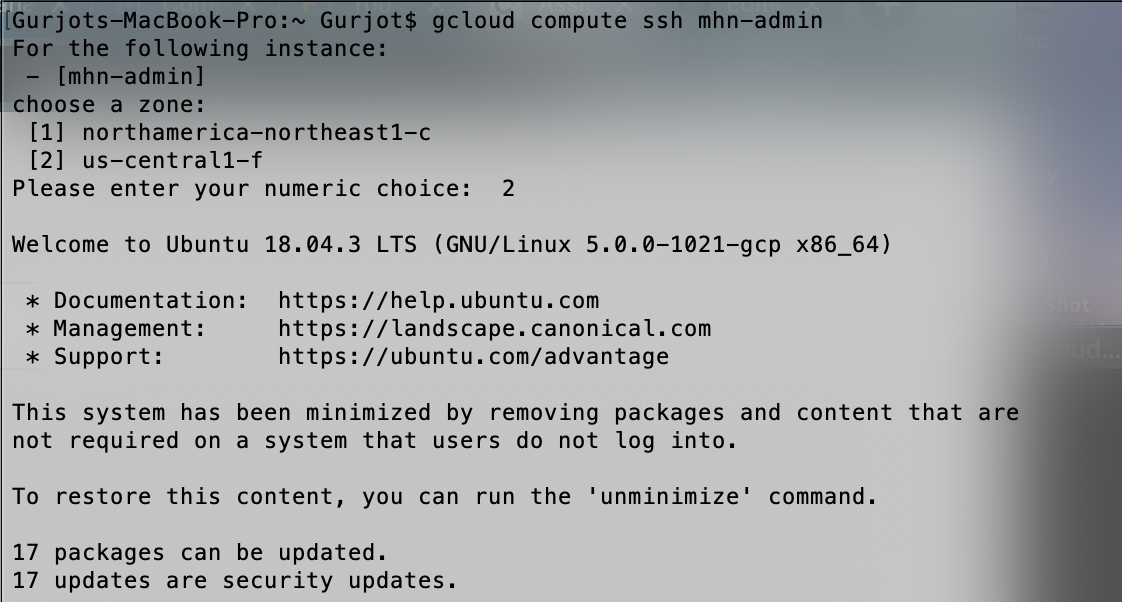 [Gurjots-MacBook-Pro:~ Gurjot$ gcloud compute ssh mhn-admin
For the following instance:
 - [mhn-admin]
choose a zone:
 [1] northamerica-northeast1-c
 [2] us-central1-f
Please enter your numeric choice:  2
Welcome to Ubuntu 18.04.3 LTS (GNU/Linux 5.0.0-1021-gcp x86_64)
 * Documentation:  https://help.ubuntu.com
 * Management:     https://landscape.canonical.com
 * Support:        https://ubuntu.com/advantage
This system has been minimized by removing packages and content that are
not required on a system that users do not log into.
To restore this content, you can run the 'unminimize' command.
17 packages can be updated.
17 updates are security updates.